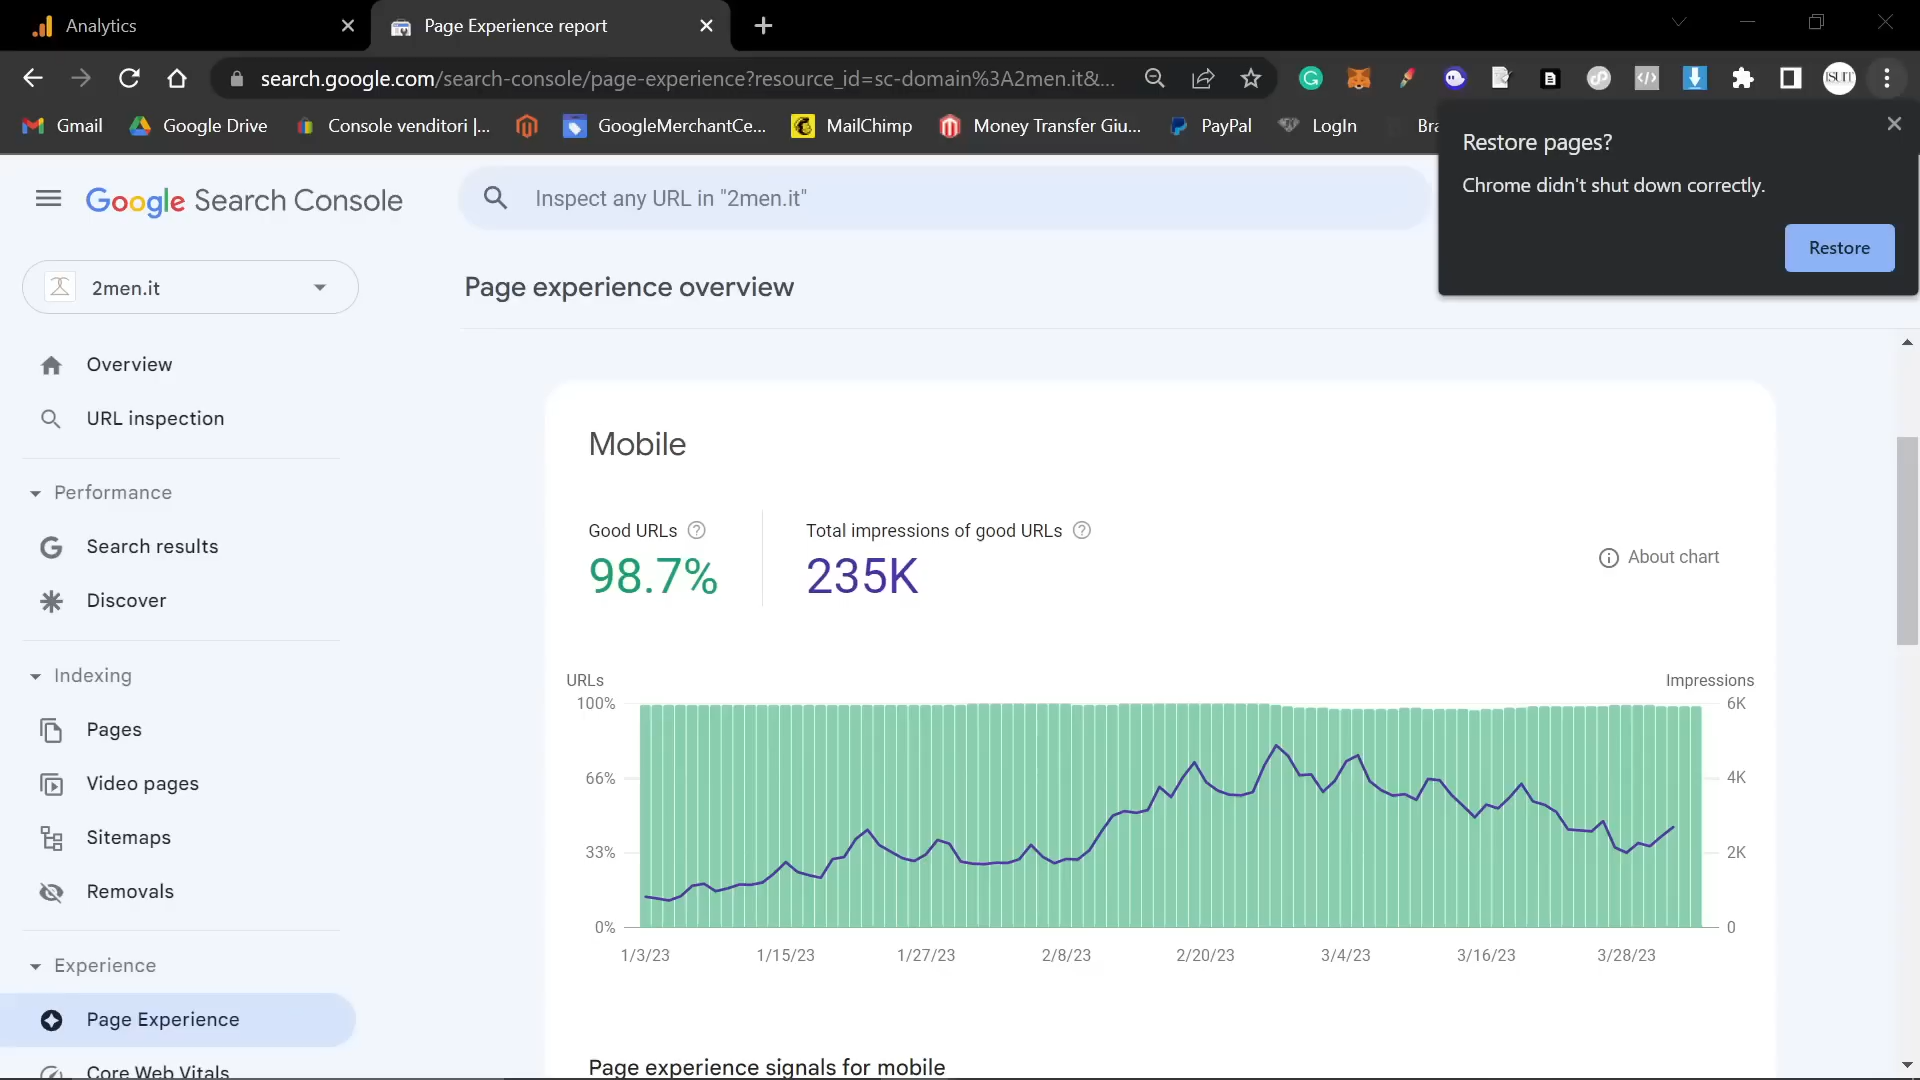 Analytics
Page Experience report
search.google.com/search-console/page-experience?resource_id=sc-domain%3A2men.it&...
Gmail
Google Drive
Console venditori |...
GoogleMerchantCe...
MailChimp
Money Transfer Giu...
PayPal
LogIn
Bra
Restore pages?
Chrome didn't shut down correctly.
Restore
Google Search Console
Inspect any URL in "2men.it"
2men.it
Page experience overview
Overview
URL inspection
Performance
Search results
Discover
Indexing
Pages
Video pages
Sitemaps
Removals
Experience
Page Experience
Core Web Vitals
Mobile
Good URLs
98.7%
Total impressions of good URLs
235K
About chart
URLs
Impressions
100%
66%
33%
0%
6K
4K
2K
0
1/3/23
1/15/23
1/27/23
2/8/23
2/20/23
3/4/23
3/16/23
3/28/23
Page experience signals for mobile